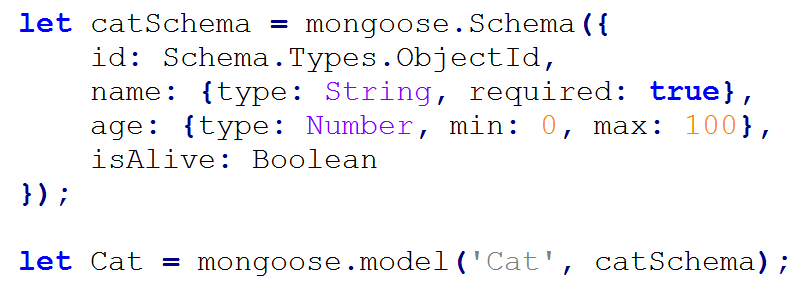 let catSchema = mongoose.Schema({
    id: Schema.Types.ObjectId,
    name: {type: String, required: true},
    age: {type: Number, min: 0, max: 100},
    isAlive: Boolean
});
let Cat = mongoose.model('Cat', catSchema);